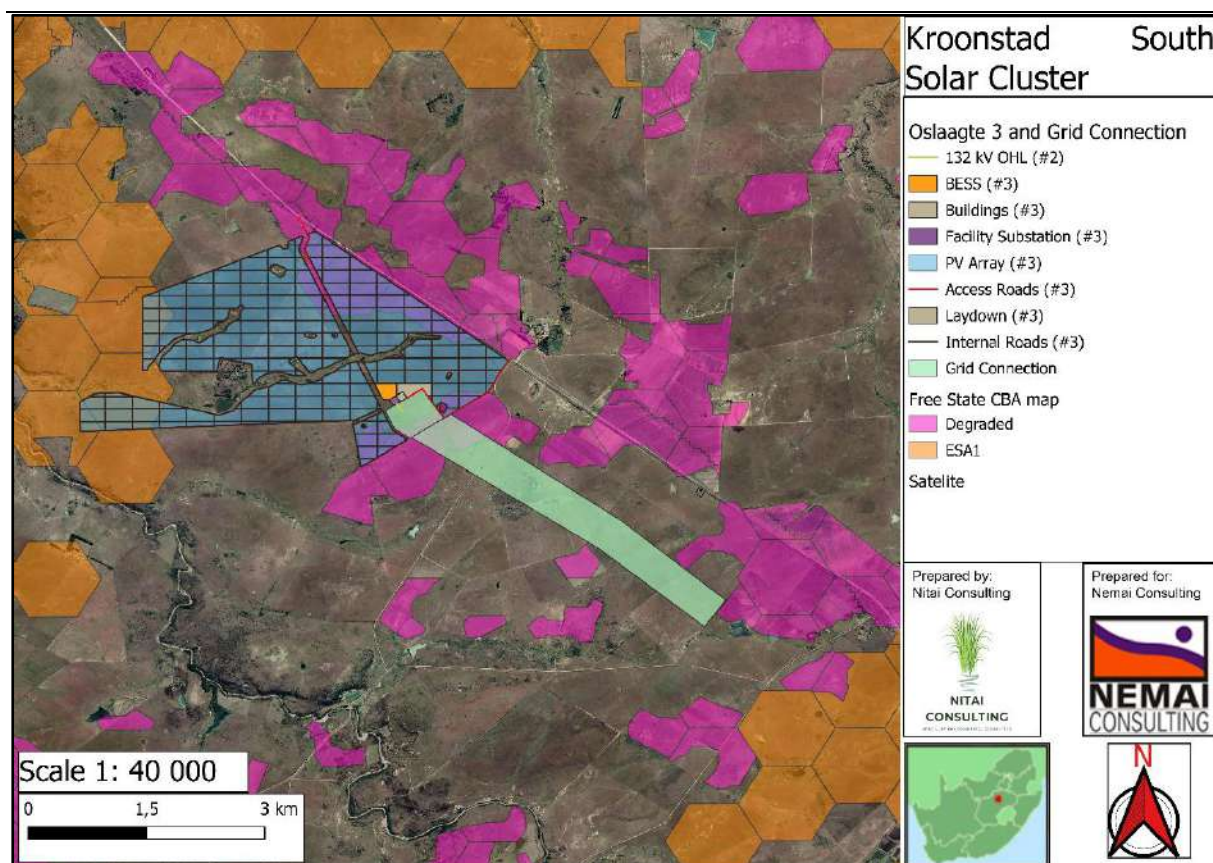 Kroonstad South
Solar Cluster
Oslaagte 3 and Grid Connection
132 kV OHL (#2)
BESS (#3)
Buildings (#3)
Facility Substation (#3)
PV Array (#3)
Access Roads (#3)
Laydown (#3)
Internal Roads (#3)
Grid Connection
Free State CBA map
Degraded
ESA1
Satelite
Prepared by:
Nitai Consulting
NITAI
CONSULTING
Prepared for:
Nemai Consulting
NEMAI
CONSULTING
N
Scale 1: 40 000
0 1,5 3 km